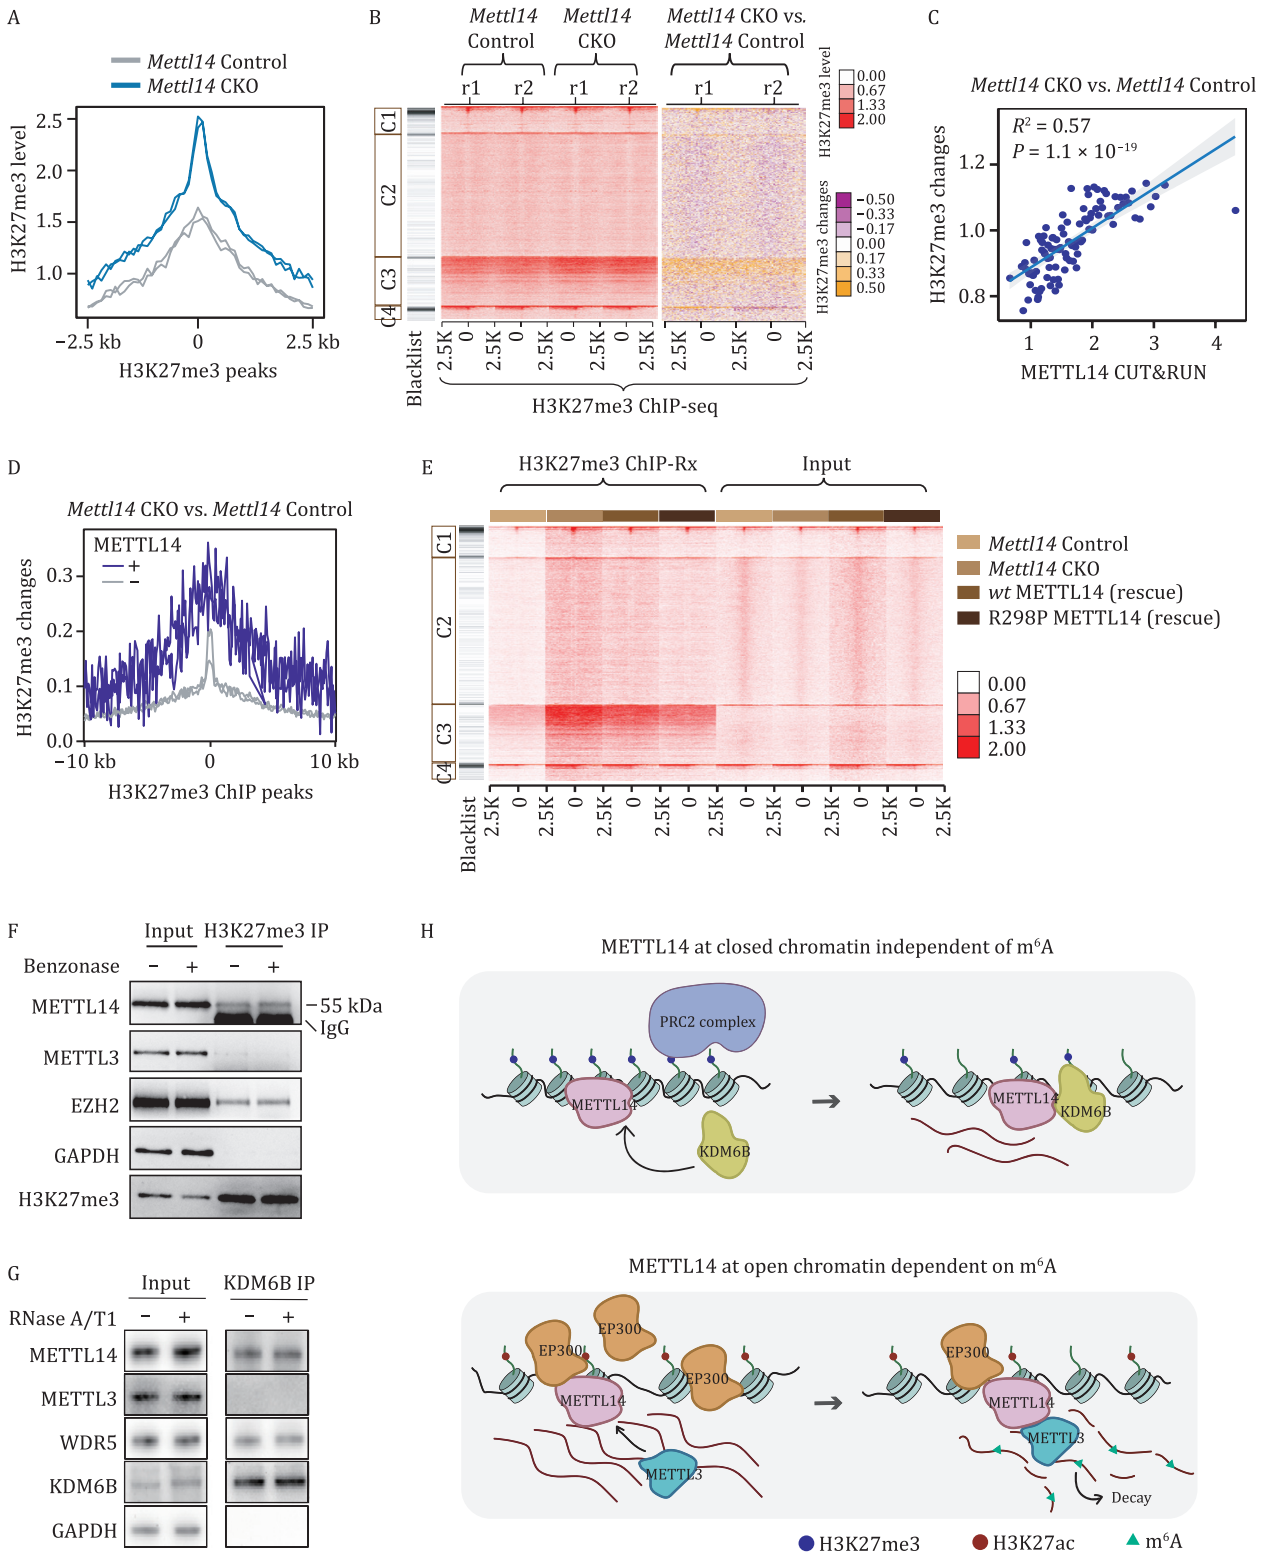 A
Mettl14 Control
Mettl14 CKO
H3K27me3 level
2.5
2.0
1.5
1.0
−2.5 kb
0
2.5 kb
H3K27me3 peaks
B
Mettl14 Control
Mettl14 CKO
Mettl14 CKO vs. Mettl14 Control
r1
r2
r1
r2
r1
r2
C1
C2
C3
C4
Blacklist
2.5K
0
2.5K
0
2.5K
0
2.5K
0
2.5K
2.5K
0
2.5K
0
2.5K
H3K27me3 ChIP-seq
H3K27me3 level
0.00
0.67
1.33
2.00
H3K27me3 changes
−0.50
−0.33
−0.17
0.00
0.17
0.33
0.50
C
Mettl14 CKO vs. Mettl14 Control
R² = 0.57
P = 1.1 × 10⁻¹⁹
H3K27me3 changes
1.2
1.0
0.8
1
2
3
4
METTL14 CUT&RUN
D
Mettl14 CKO vs. Mettl14 Control
METTL14
+
−
H3K27me3 changes
0.3
0.2
0.1
0.0
−10 kb
0
10 kb
H3K27me3 ChIP peaks
E
H3K27me3 ChIP-Rx
Input
C1
C2
C3
C4
Blacklist
2.5K
0
2.5K
0
2.5K
0
2.5K
0
2.5K
0
2.5K
0
2.5K
0
2.5K
0
2.5K
Mettl14 Control
Mettl14 CKO
wt METTL14 (rescue)
R298P METTL14 (rescue)
0.00
0.67
1.33
2.00
F
Input
H3K27me3 IP
Benzonase
− + − +
METTL14
55 kDa
IgG
METTL3
EZH2
GAPDH
H3K27me3
G
Input
KDM6B IP
RNase A/T1
− + − +
METTL14
METTL3
WDR5
KDM6B
GAPDH
H
METTL14 at closed chromatin independent of m⁶A
PRC2 complex
METTL14
KDM6B
METTL14
KDM6B
METTL14 at open chromatin dependent on m⁶A
EP300
EP300
EP300
METTL14
METTL3
EP300
METTL14
METTL3
Decay
H3K27me3
H3K27ac
m⁶A